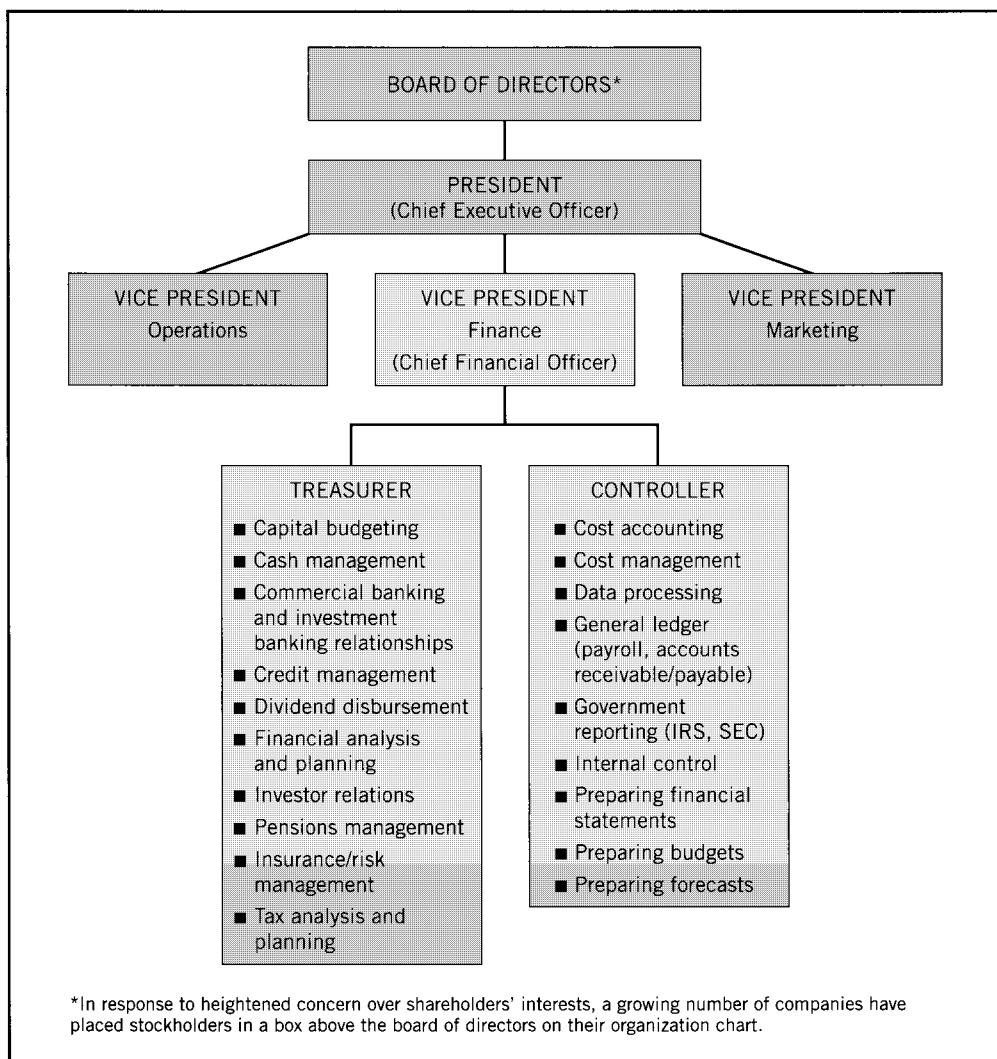 BOARD OF DIRECTORS*
PRESIDENT
(Chief Executive Officer)
VICE PRESIDENT
Operations
VICE PRESIDENT
Finance
(Chief Financial Officer)
VICE PRESIDENT
Marketing
TREASURER
■ Capital budgeting
■ Cash management
■ Commercial banking
and investment
banking relationships
■ Credit management
■ Dividend disbursement
■ Financial analysis
and planning
■ Investor relations
■ Pensions management
■ Insurance/risk
management
■ Tax analysis and
planning
CONTROLLER
■ Cost accounting
■ Cost management
■ Data processing
■ General ledger
(payroll, accounts
receivable/payable)
■ Government
reporting (IRS, SEC)
■ Internal control
■ Preparing financial
statements
■ Preparing budgets
■ Preparing forecasts
*In response to heightened concern over shareholders' interests, a growing number of companies have
placed stockholders in a box above the board of directors on their organization chart.